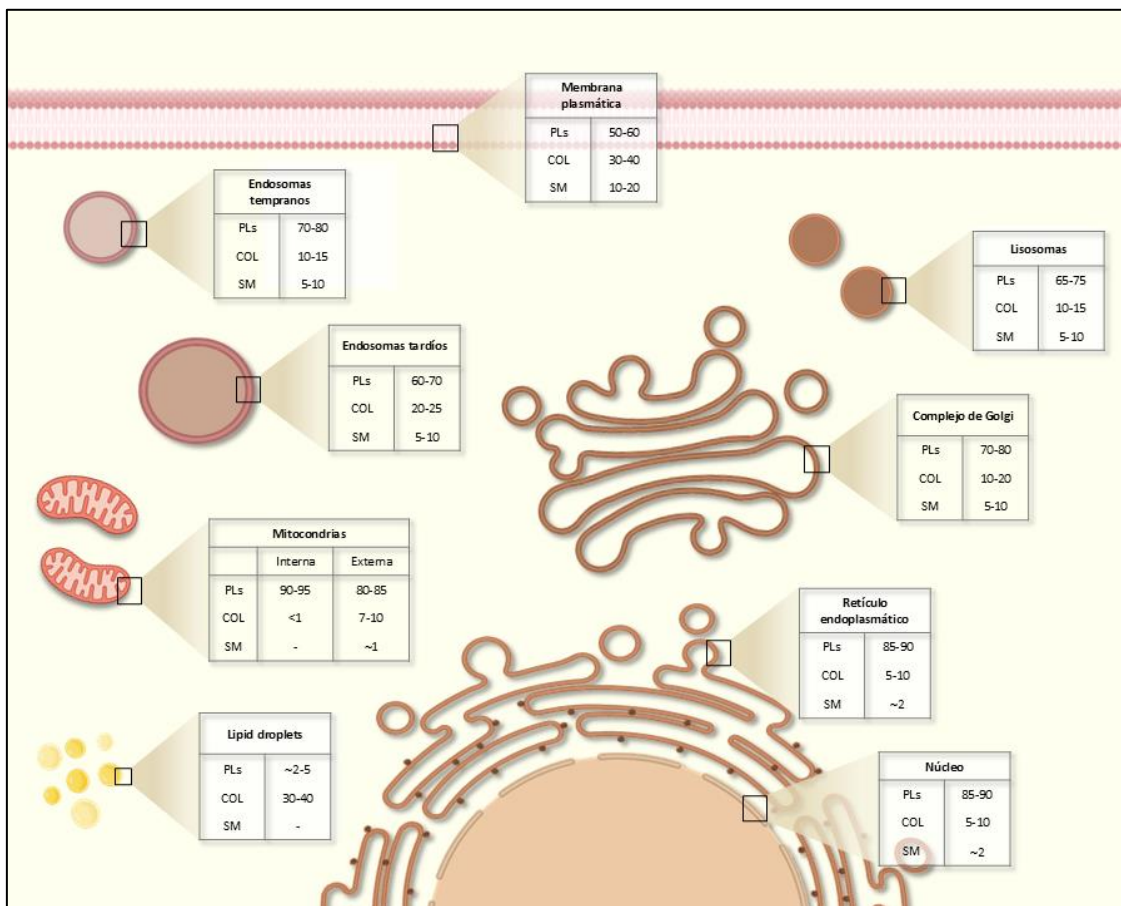 Membrana
plasmática
PLs 50-60
COL 30-40
SM 10-20
Endosomas
tempranos
PLs 70-80
COL 10-15
SM 5-10
Lisosomas
PLs 65-75
COL 10-15
SM 5-10
Endosomas tardíos
PLs 60-70
COL 20-25
SM 5-10
Complejo de Golgi
PLs 70-80
COL 10-20
SM 5-10
Mitocondrias
Interna Externa
PLs 90-95 80-85
COL <1 7-10
SM - ~1
Retículo
endoplasmático
PLs 85-90
COL 5-10
SM ~2
Lipid droplets
PLs ~2-5
COL 30-40
SM -
Núcleo
PLs 85-90
COL 5-10
SM ~2